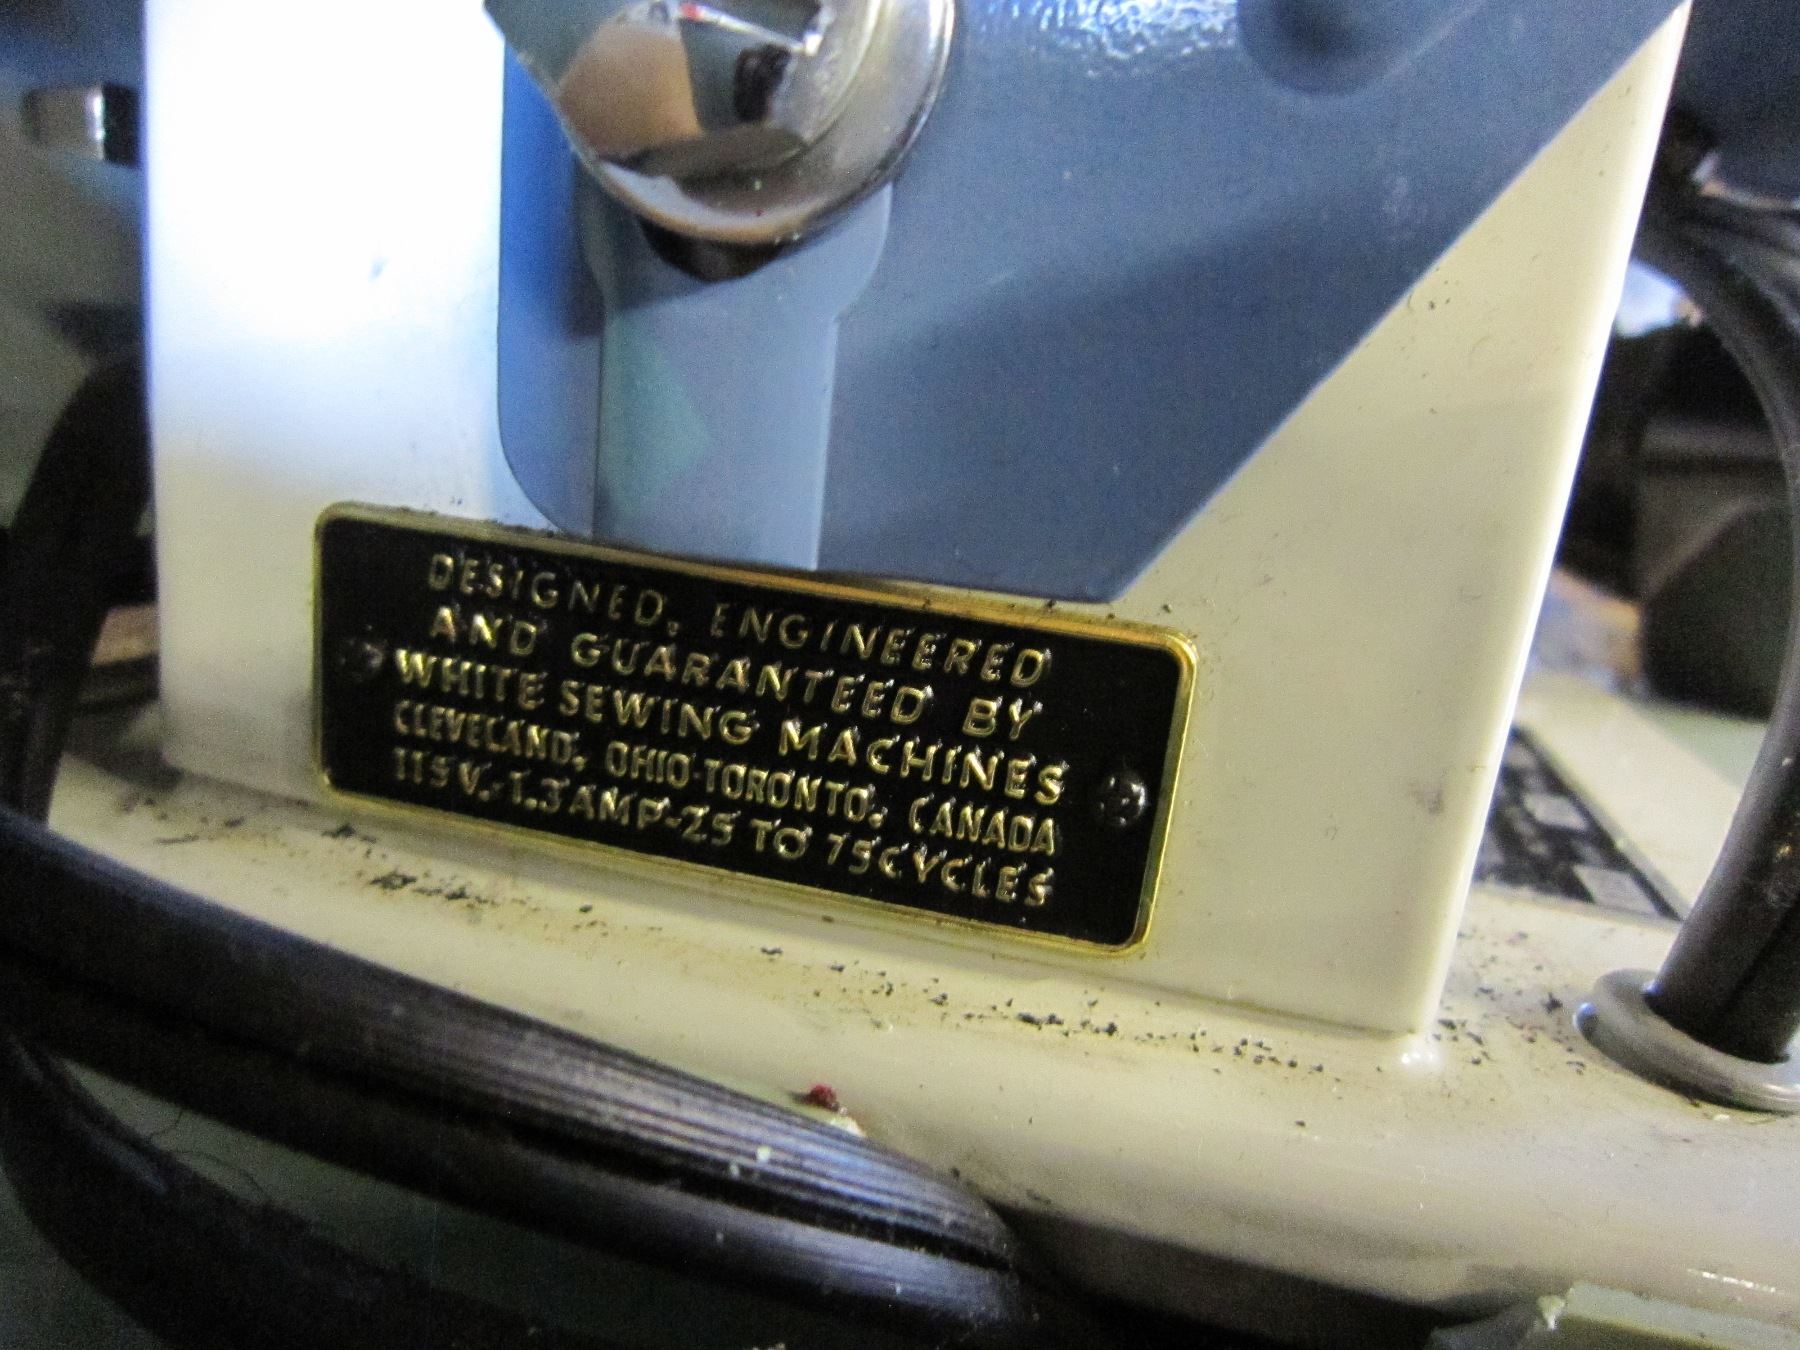 DESIGNED, ENGINEERED
AND GUARANTEED BY
WHITE SEWING MACHINES
CLEVELAND, OHIO-TORONTO, CANADA
115V.-1.3AMP-25 TO 75CYCLES